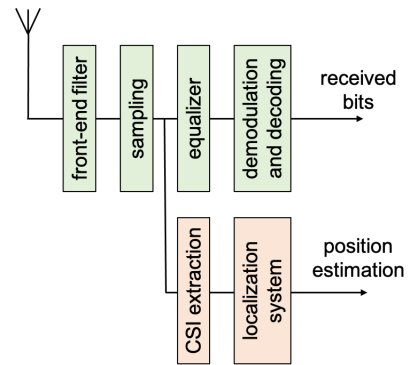 front-end filter
sampling
equalizer
demodulation
and decoding
received
bits
CSI extraction
localization
system
position
estimation